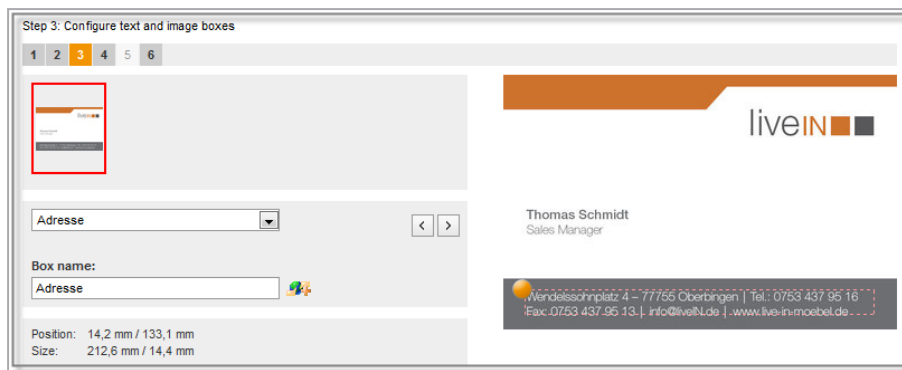 Step 3: Configure text and image boxes
1 2 3 4 5 6
Adresse
< >
Box name:
Adresse
Position: 14,2 mm / 133,1 mm
Size: 212,6 mm / 14,4 mm
liveIN
Thomas Schmidt
Sales Manager
Wendelssohnplatz 4 – 77755 Oberbingen | Tel.: 0753 437 95 16
Fax: 0753 437 95 13 | info@liveIN.de | www.live-in-moebel.de